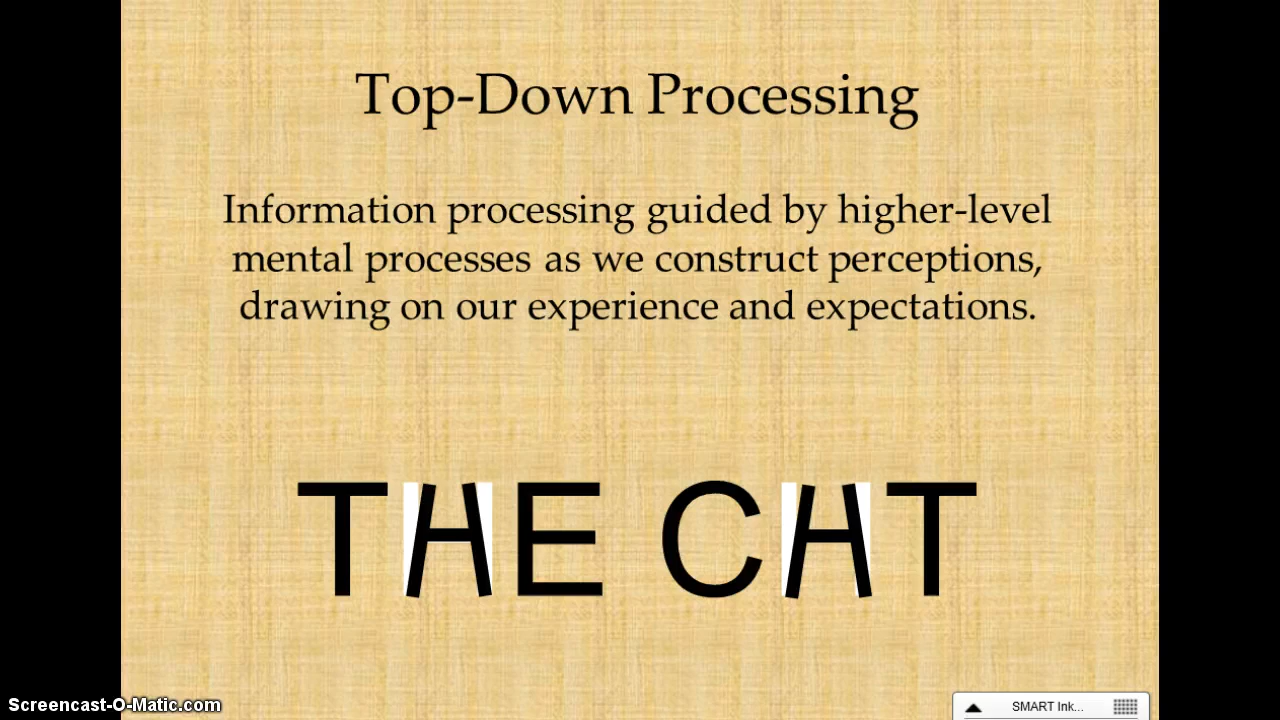 Top-Down Processing
Information processing guided by higher-level
mental processes as we construct perceptions,
drawing on our experience and expectations.
THE CHT
Screencast-O-Matic.com
SMART Ink...